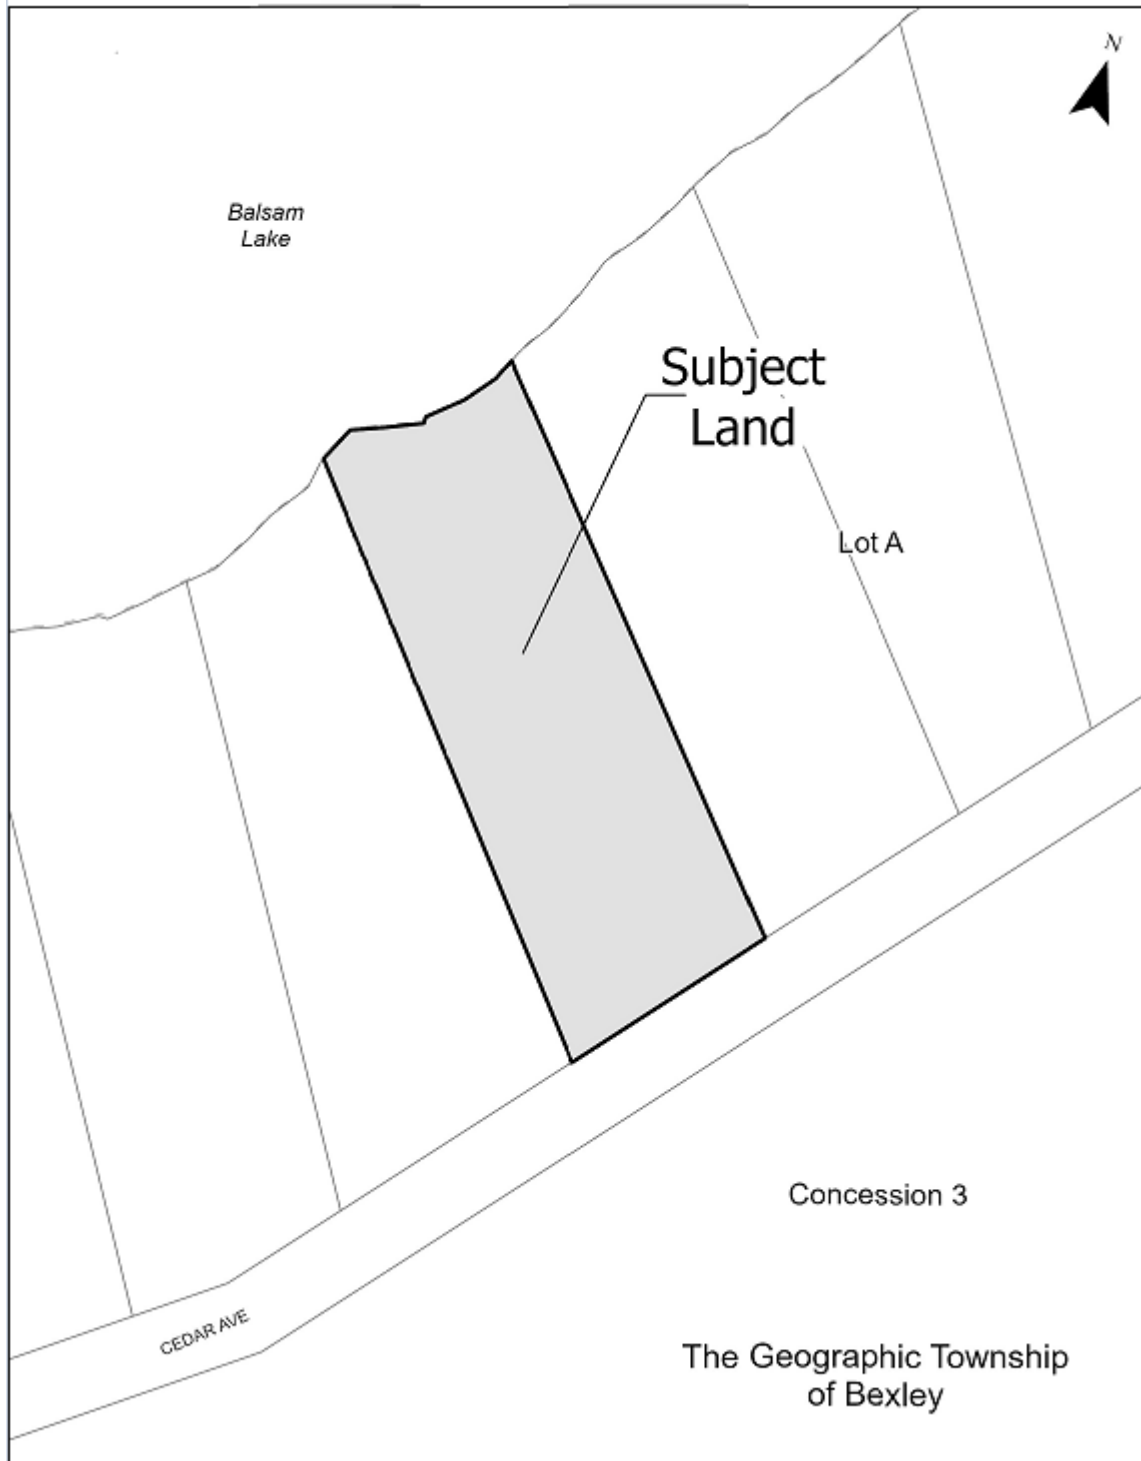 N
Balsam
Lake
Subject
Land
Lot A
Concession 3
CEDAR AVE
The Geographic Township
of Bexley